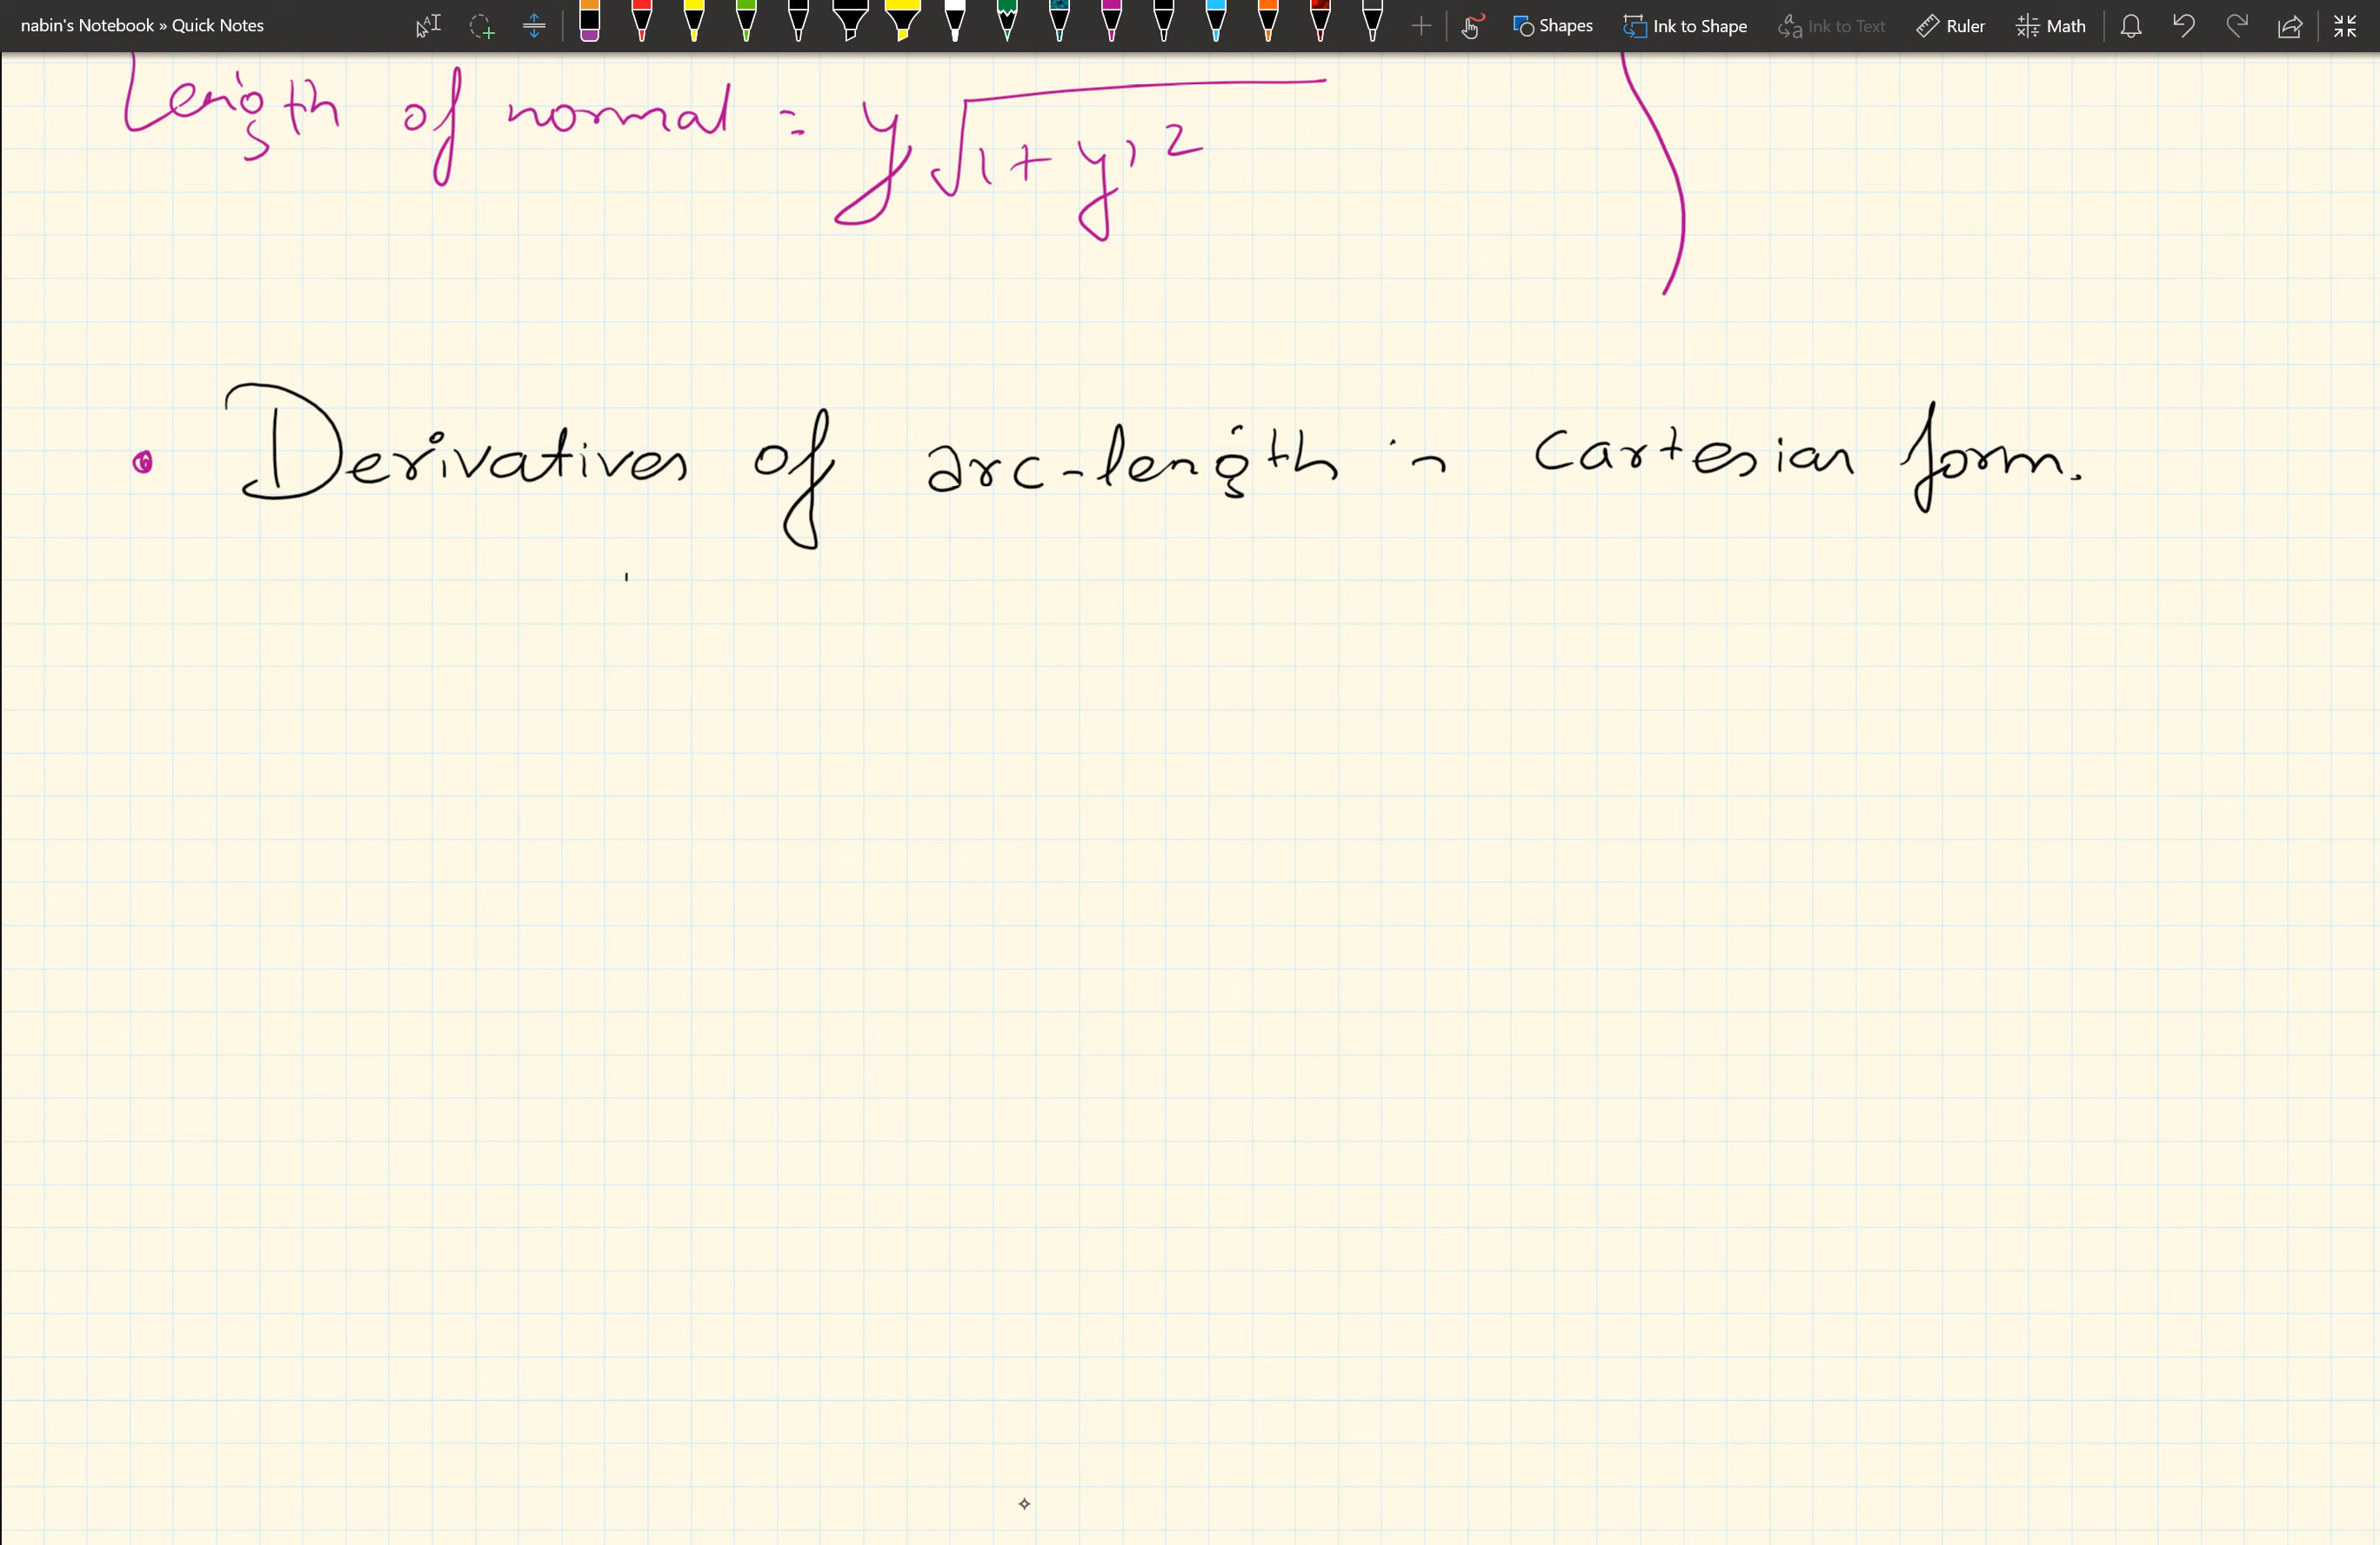 nabin's Notebook » Quick Notes Shapes Ink to Shape Ink to Text Ruler Math
Length of normal = y√1+y'²
• Derivatives of arc-length in cartesian form.